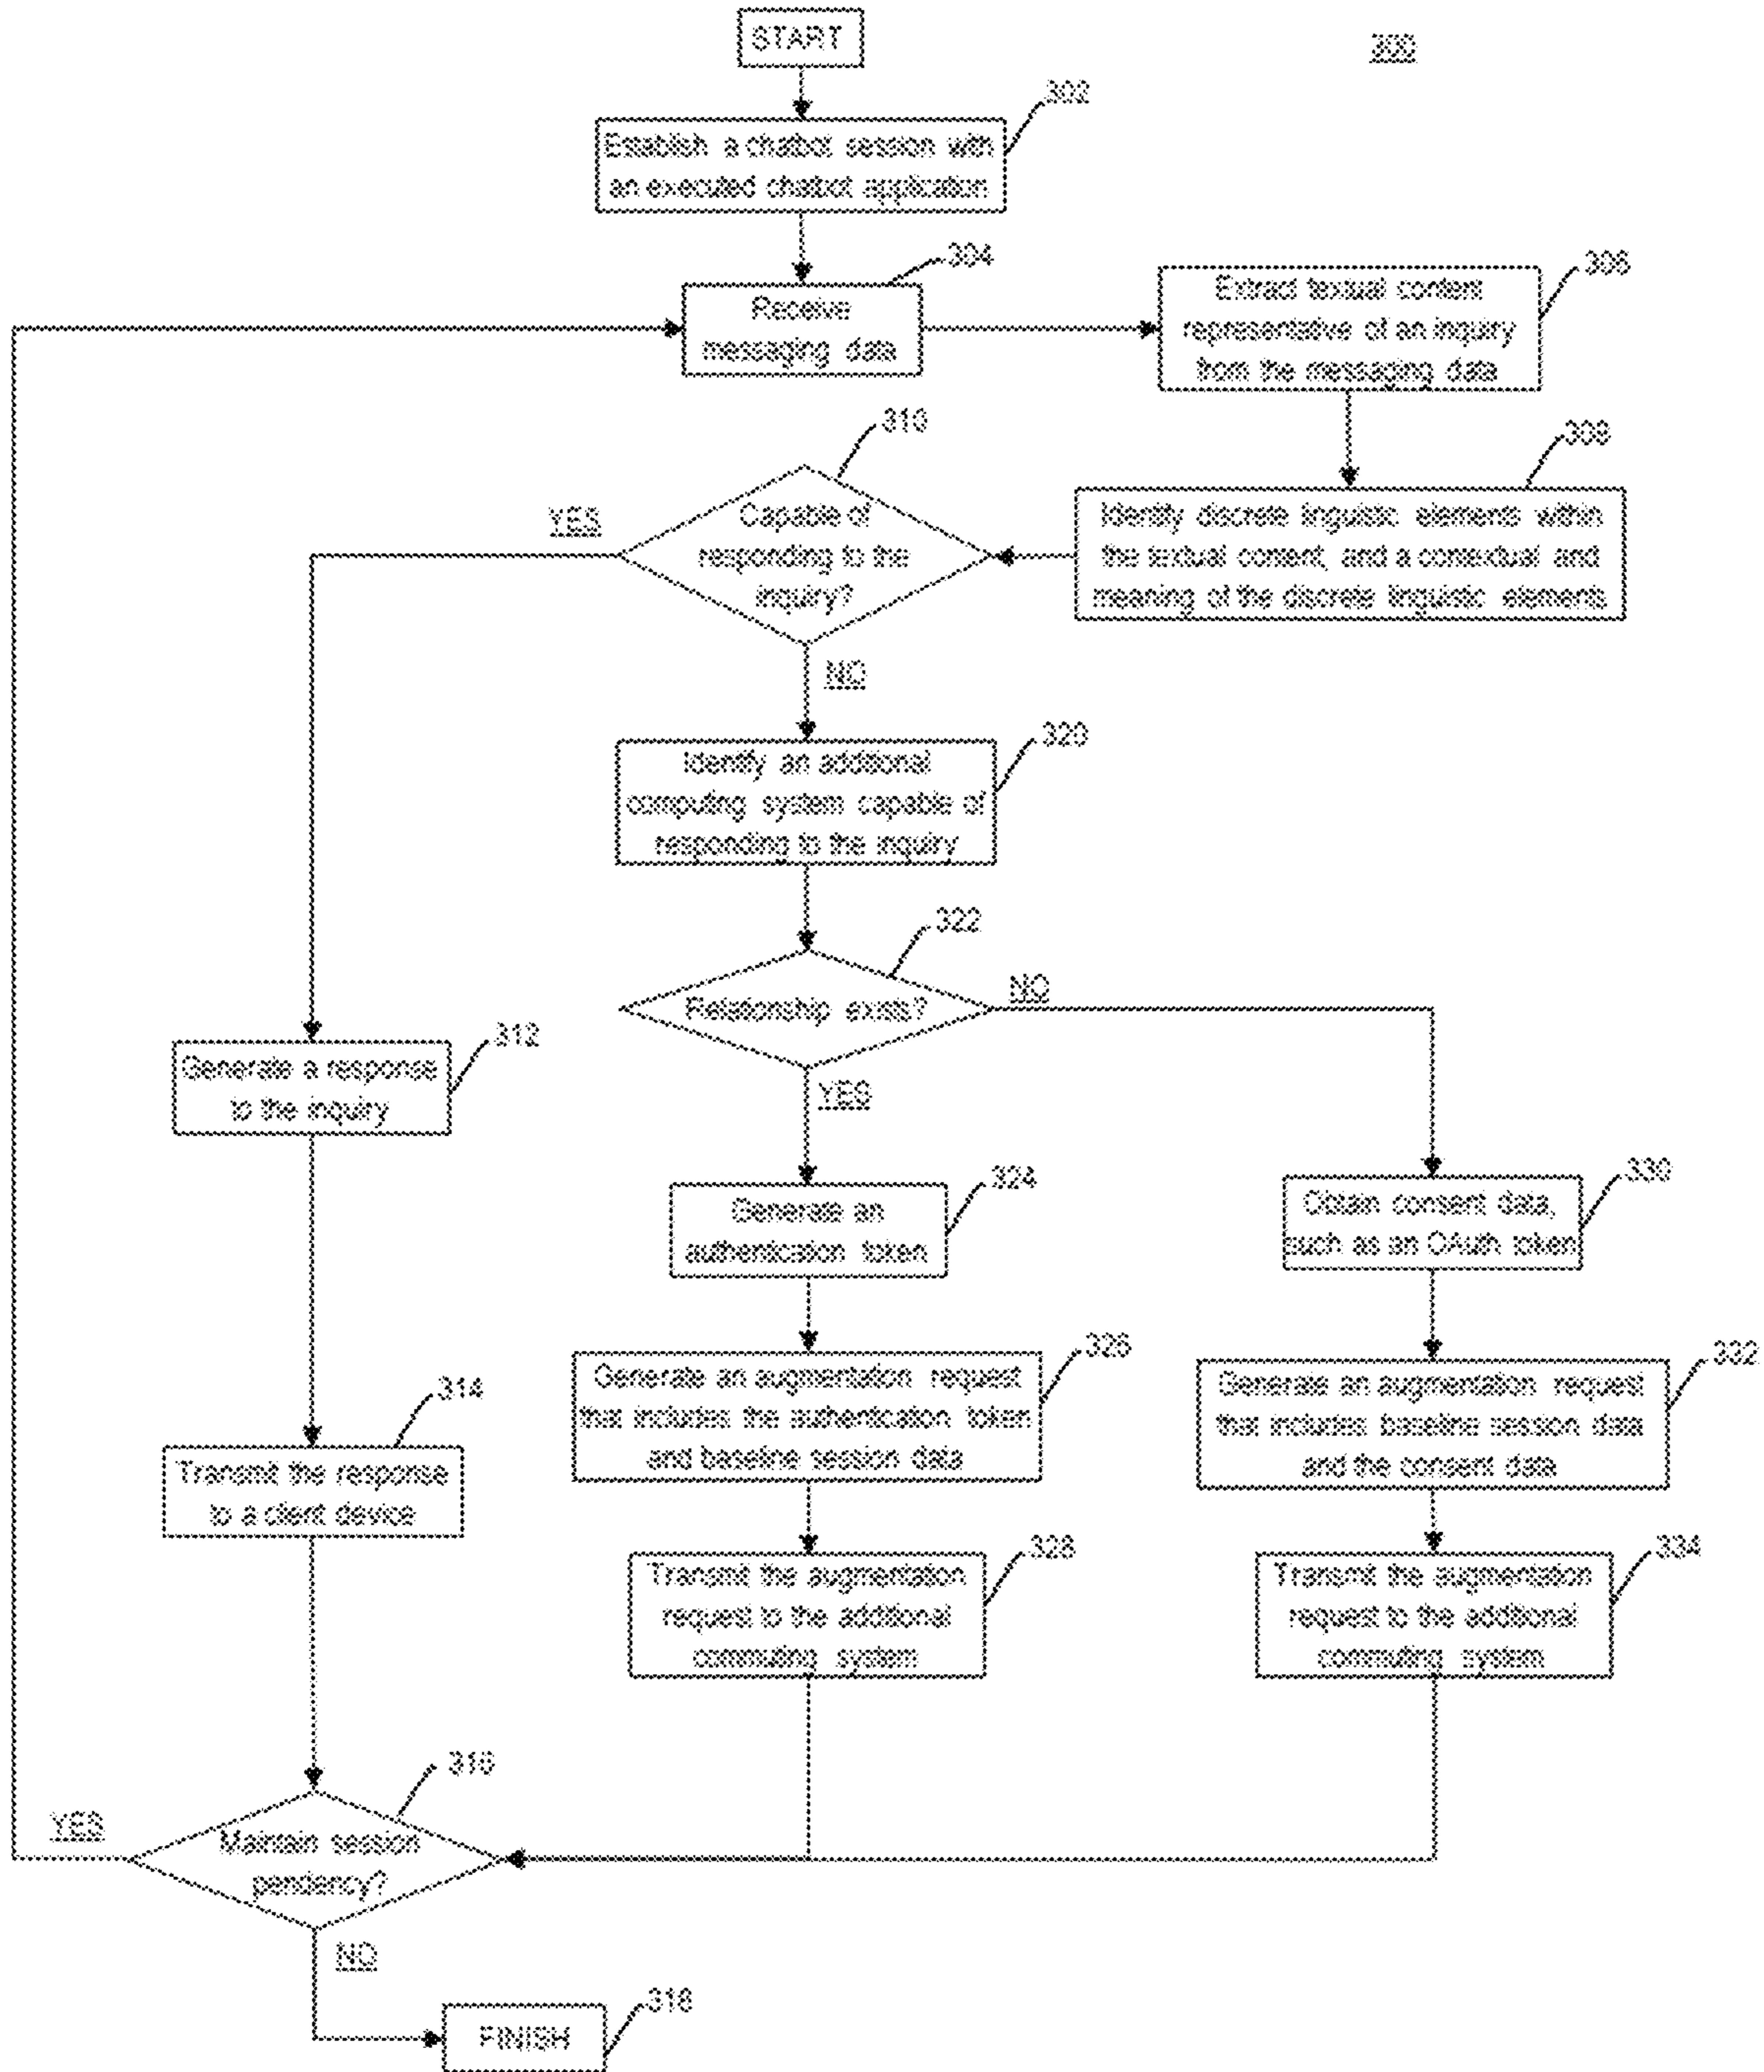 START
300
302
Establish a chatbot session with
an executed chatbot application
304
Receive
messaging data
306
Extract textual content
representative of an inquiry
from the messaging data
308
Identify discrete linguistic elements within
the textual content, and a contextual and
meaning of the discrete linguistic elements
310
Capable of
responding to the
inquiry?
YES
NO
320
Identify an additional
computing system capable of
responding to the inquiry
322
Relationship exists?
NO
YES
312
Generate a response
to the inquiry
324
Generate an
authentication token
330
Obtain consent data,
such as an OAuth token
314
Transmit the response
to a client device
326
Generate an augmentation request
that includes the authentication token
and baseline session data
332
Generate an augmentation request
that includes baseline session data
and the consent data
328
Transmit the augmentation
request to the additional
commuting system
334
Transmit the augmentation
request to the additional
commuting system
316
Maintain session
pendency?
YES
NO
318
FINISH